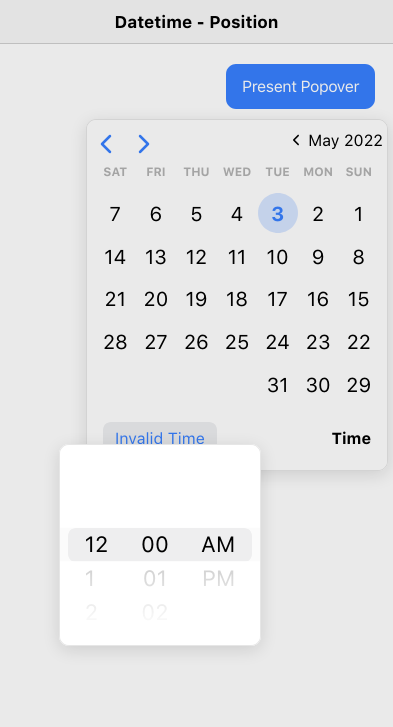 Datetime - Position
Present Popover
May 2022
SAT FRI THU WED TUE MON SUN
7 6 5 4 3 2 1
14 13 12 11 10 9 8
21 20 19 18 17 16 15
28 27 26 25 24 23 22
31 30 29
Invalid Time Time
12 00 AM
1 01 PM
2 02